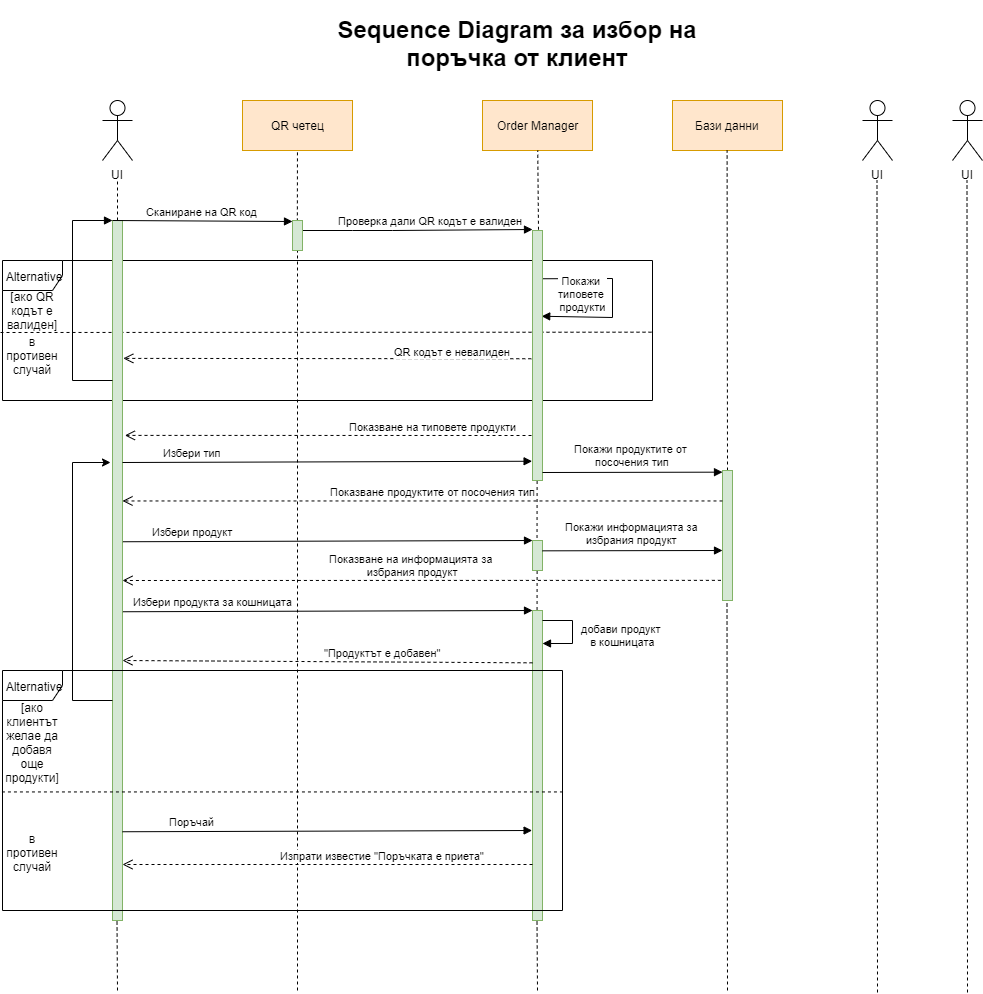 Sequence Diagram за избор на
поръчка от клиент
UI
QR четец
Order Manager
Бази данни
UI
UI
Сканиране на QR код
Проверка дали QR кодът е валиден
Alternative
[ако QR
кодът е
валиден]
Покажи
типовете
продукти
в
противен
случай
QR кодът е невалиден
Показване на типовете продукти
Избери тип
Покажи продуктите от
посочения тип
Показване продуктите от посочения тип
Избери продукт
Покажи информацията за
избрания продукт
Показване на информацията за
избрания продукт
Избери продукта за кошницата
добави продукт
в кошницата
"Продуктът е добавен"
Alternative
[ако
клиентът
желае да
добавя
още
продукти]
Поръчай
в
противен
случай
Изпрати известие "Поръчката е приета"